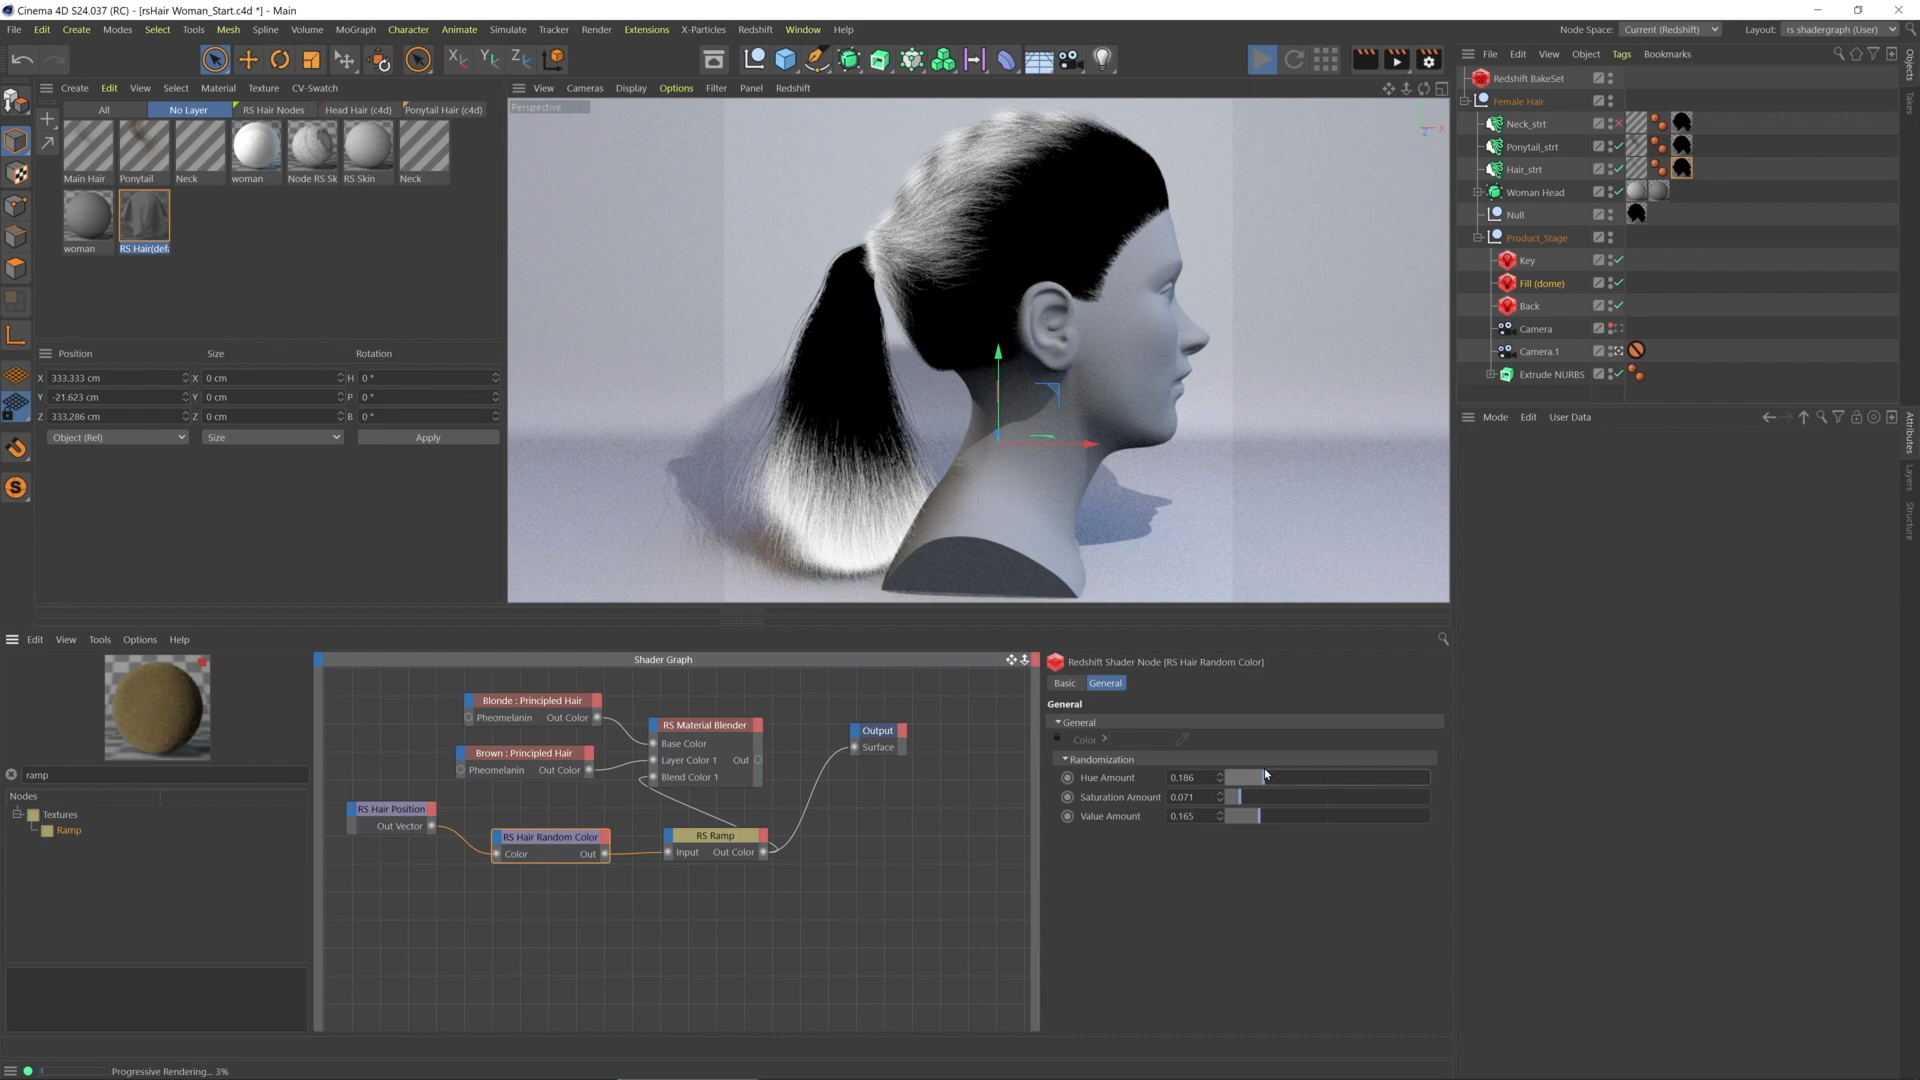 Cinema 4D S24.037 (RC) - [rsHair Woman_Start.c4d *] - Main
File Edit Create Modes Select Tools Mesh Spline Volume MoGraph Character Animate Simulate Tracker Render Extensions X-Particles Redshift Window Help
Node Space: Current (Redshift) Layout: rs shadergraph (User)
Create Edit View Select Material Texture CV-Swatch
All No Layer RS Hair Nodes Head Hair (c4d) Ponytail Hair (c4d)
Main Hair Ponytail Neck woman Node RS Sk RS Skin Neck
woman RS Hair(defa
Position Size Rotation
X 333.333 cm X 0 cm H 0 °
Y -21.623 cm Y 0 cm P 0 °
Z 333.286 cm Z 0 cm B 0 °
Object (Rel) Size Apply
View Cameras Display Options Filter Panel Redshift
Perspective
File Edit View Object Tags Bookmarks
Redshift BakeSet
Female Hair
Neck_strt
Ponytail_strt
Hair_strt
Woman Head
Null
Product_Stage
Key
Fill (dome)
Back
Camera
Camera.1
Extrude NURBS
Mode Edit User Data
Objects
Takes
Attributes
Layers
Structure
Edit View Tools Options Help
ramp
Nodes
Textures
Ramp
Shader Graph
Blonde : Principled Hair
Pheomelanin Out Color
Brown : Principled Hair
Pheomelanin Out Color
RS Material Blender
Base Color
Layer Color 1 Out
Blend Color 1
Output
Surface
RS Hair Position
Out Vector
RS Hair Random Color
Color Out
RS Ramp
Input Out Color
Redshift Shader Node [RS Hair Random Color]
Basic General
General
General
Color
Randomization
Hue Amount 0.186
Saturation Amount 0.071
Value Amount 0.165
Progressive Rendering... 3%